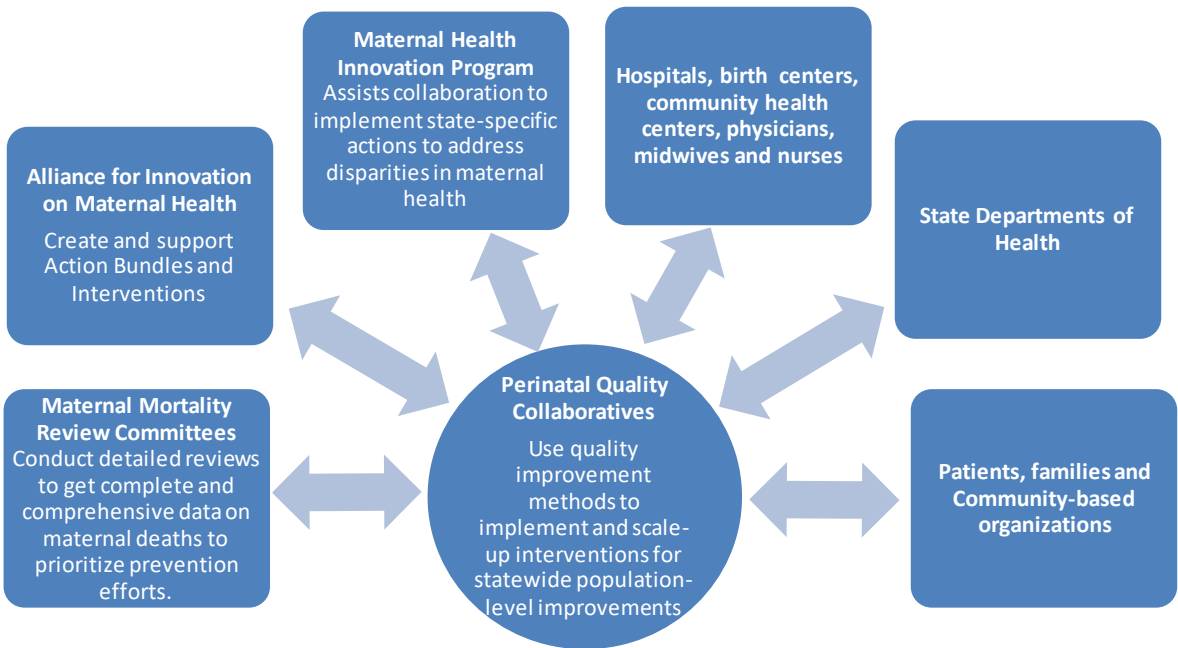 Maternal Health
Innovation Program
Assists collaboration to
implement state-specific
actions to address
disparities in maternal
health
Hospitals, birth centers,
community health
centers, physicians,
midwives and nurses
Alliance for Innovation
on Maternal Health
Create and support
Action Bundles and
Interventions
State Departments of
Health
Maternal Mortality
Review Committees
Conduct detailed reviews
to get complete and
comprehensive data on
maternal deaths to
prioritize prevention
efforts.
Perinatal Quality
Collaboratives
Use quality
improvement
methods to
implement and scale-
up interventions for
statewide population-
level improvements
Patients, families and
Community-based
organizations